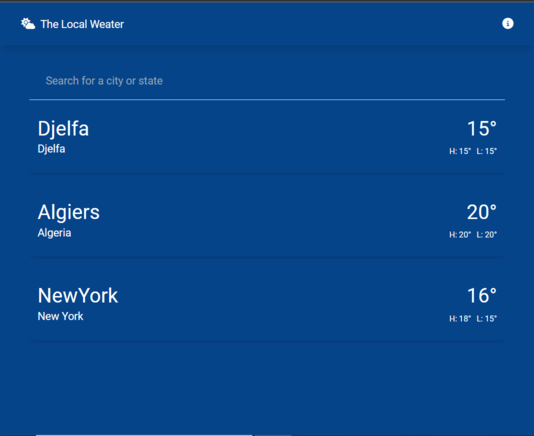 The Local Weater
Search for a city or state
Djelfa
15°
Djelfa
H: 15° L: 15°
Algiers
20°
Algeria
H: 20° L: 20°
NewYork
16°
New York
H: 18° L: 15°